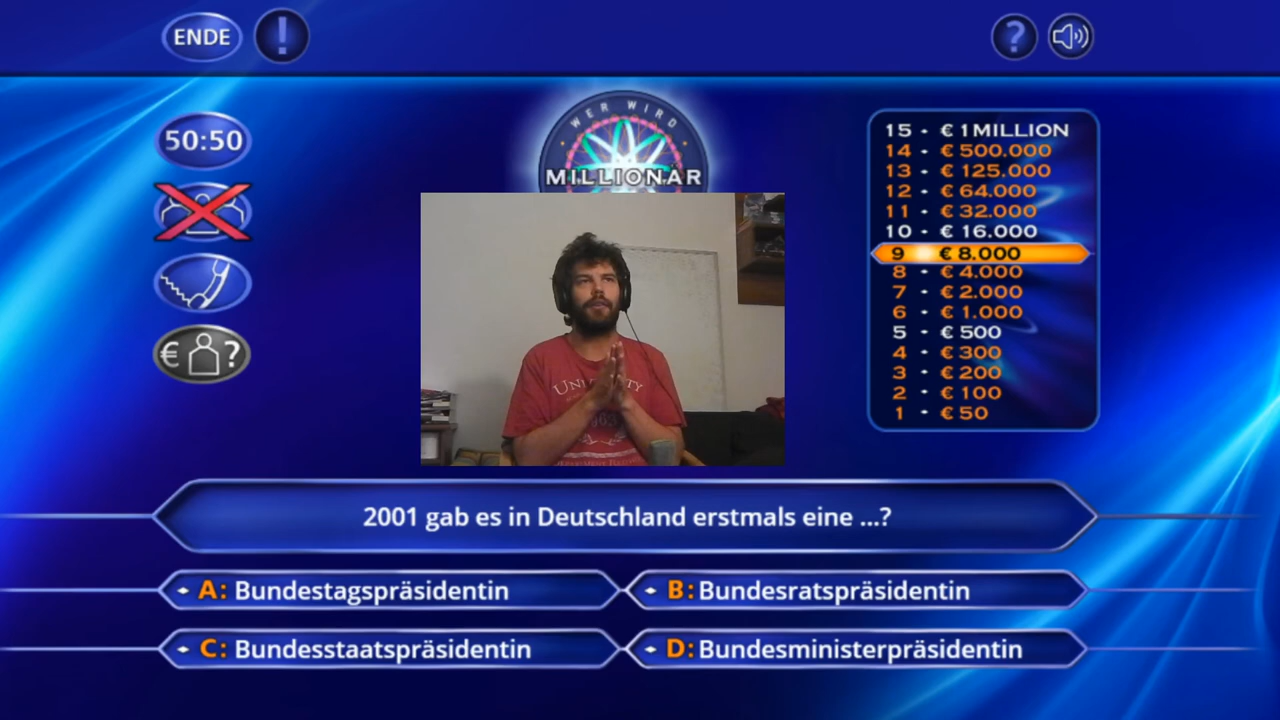 ENDE
!
?
50:50
€ ?
WER WIRD
MILLIONÄR
15 • € 1 MILLION
14 • € 500.000
13 • € 125.000
12 • € 64.000
11 • € 32.000
10 • € 16.000
9 € 8.000
8 • € 4.000
7 • € 2.000
6 • € 1.000
5 • € 500
4 • € 300
3 • € 200
2 • € 100
1 • € 50
2001 gab es in Deutschland erstmals eine ...?
A: Bundestagspräsidentin
B: Bundesratspräsidentin
C: Bundesstaatspräsidentin
D: Bundesministerpräsidentin